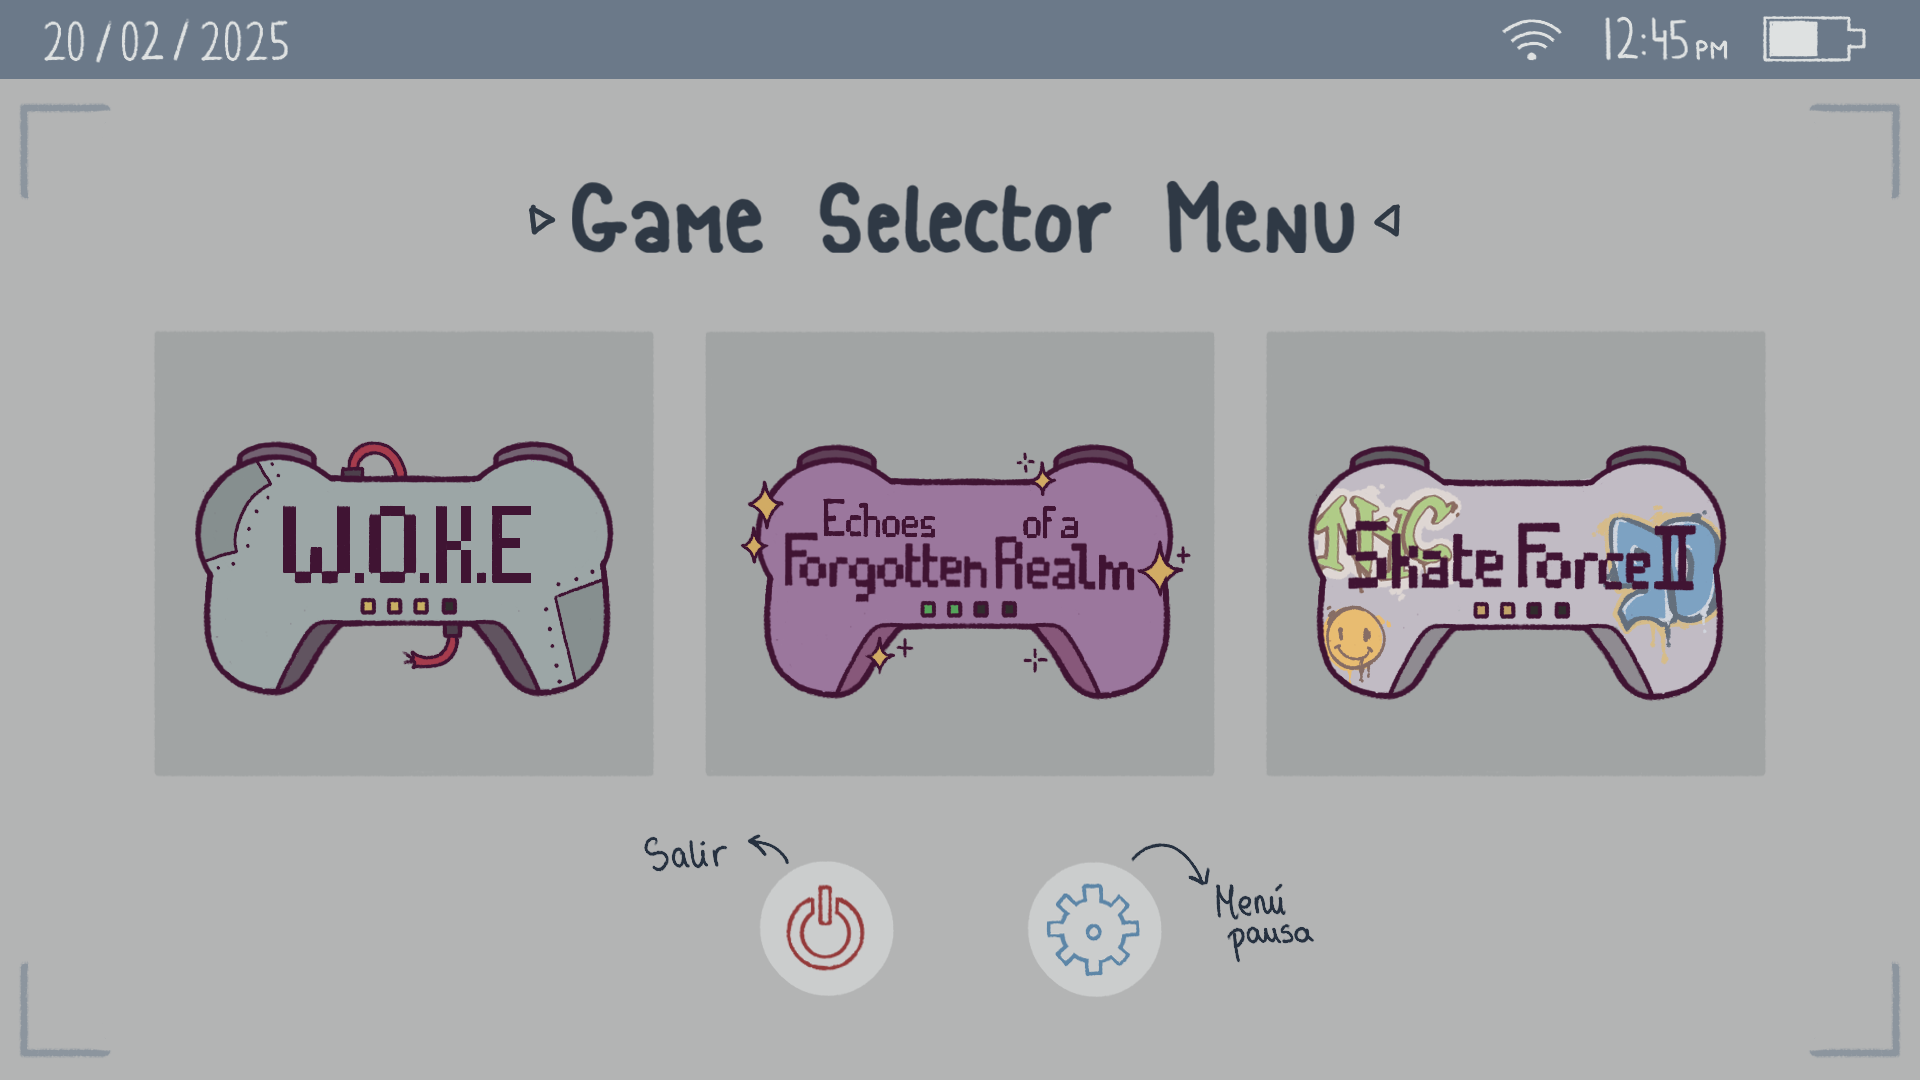 20/02/2025
12:45 PM
Game Selector Menu
W.O.K.E
Echoes of a
Forgotten Realm
NKC
Skate Force II
Salir
Menú
pausa